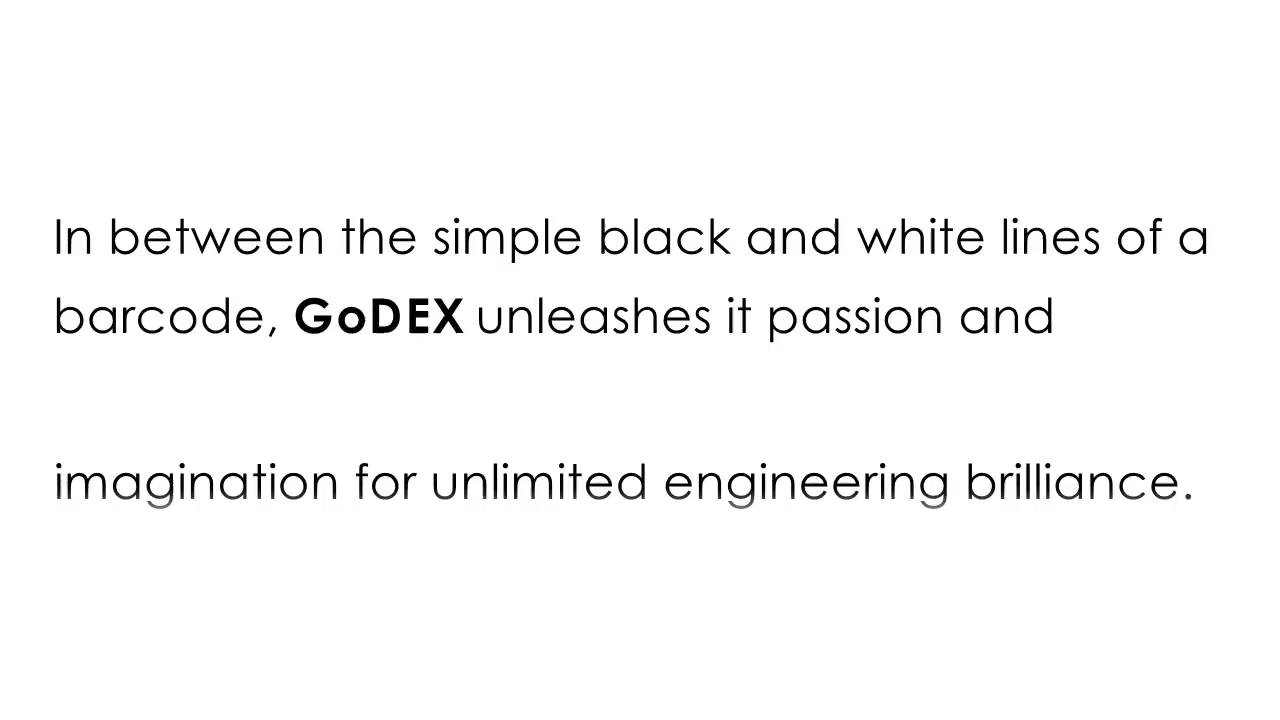 In between the simple black and white lines of a
barcode, GoDEX unleashes it passion and
imagination for unlimited engineering brilliance.